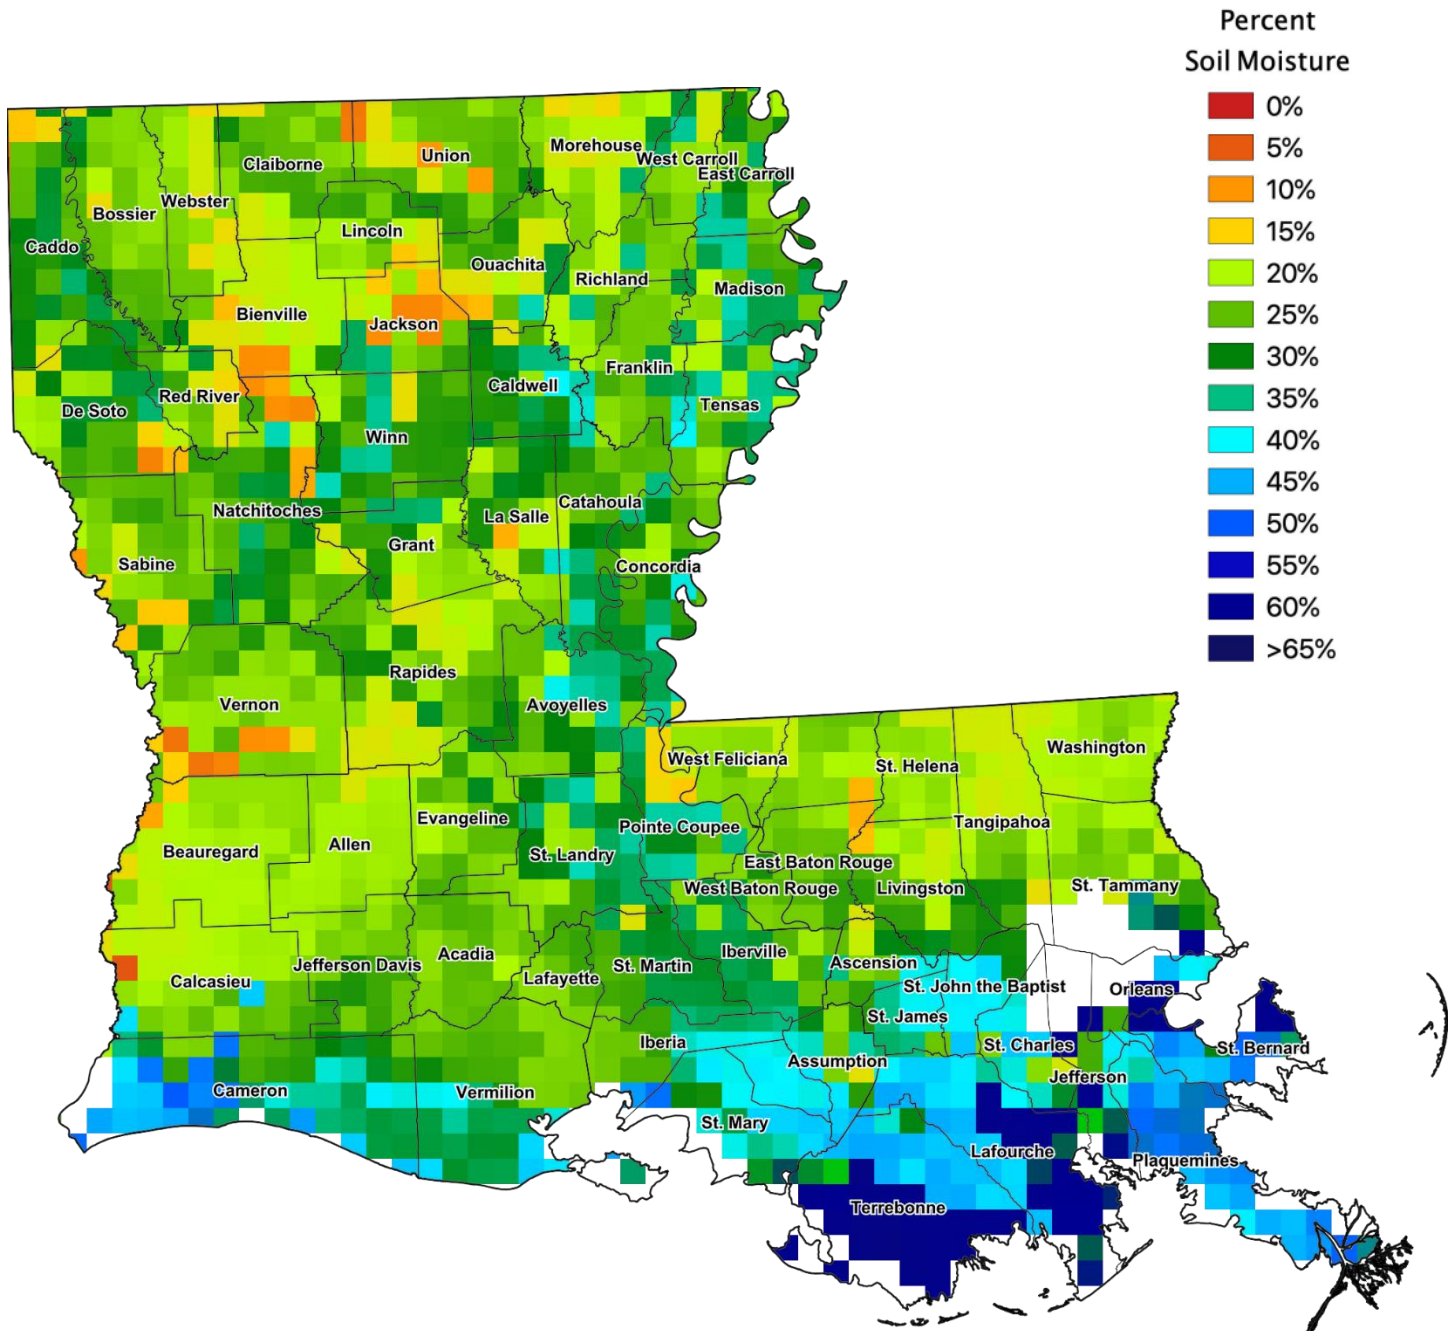 Percent
Soil Moisture
0%
5%
10%
15%
20%
25%
30%
35%
40%
45%
50%
55%
60%
>65%
Morehouse
Union
West Carroll
Claiborne
East Carroll
Webster
Bossier
Lincoln
Caddo
Ouachita
Richland
Madison
Bienville
Jackson
Franklin
Caldwell
Red River
Tensas
De Soto
Winn
Catahoula
Natchitoches
La Salle
Grant
Sabine
Concordia
Rapides
Vernon
Avoyelles
Washington
West Feliciana
St. Helena
Evangeline
Tangipahoa
Pointe Coupee
Allen
Beauregard
St. Landry
East Baton Rouge
St. Tammany
West Baton Rouge
Livingston
Iberville
Acadia
Ascension
Jefferson Davis
St. Martin
Lafayette
Calcasieu
St. John the Baptist
Orleans
St. James
Iberia
St. Charles
St. Bernard
Assumption
Jefferson
Cameron
Vermilion
St. Mary
Lafourche
Plaquemines
Terrebonne